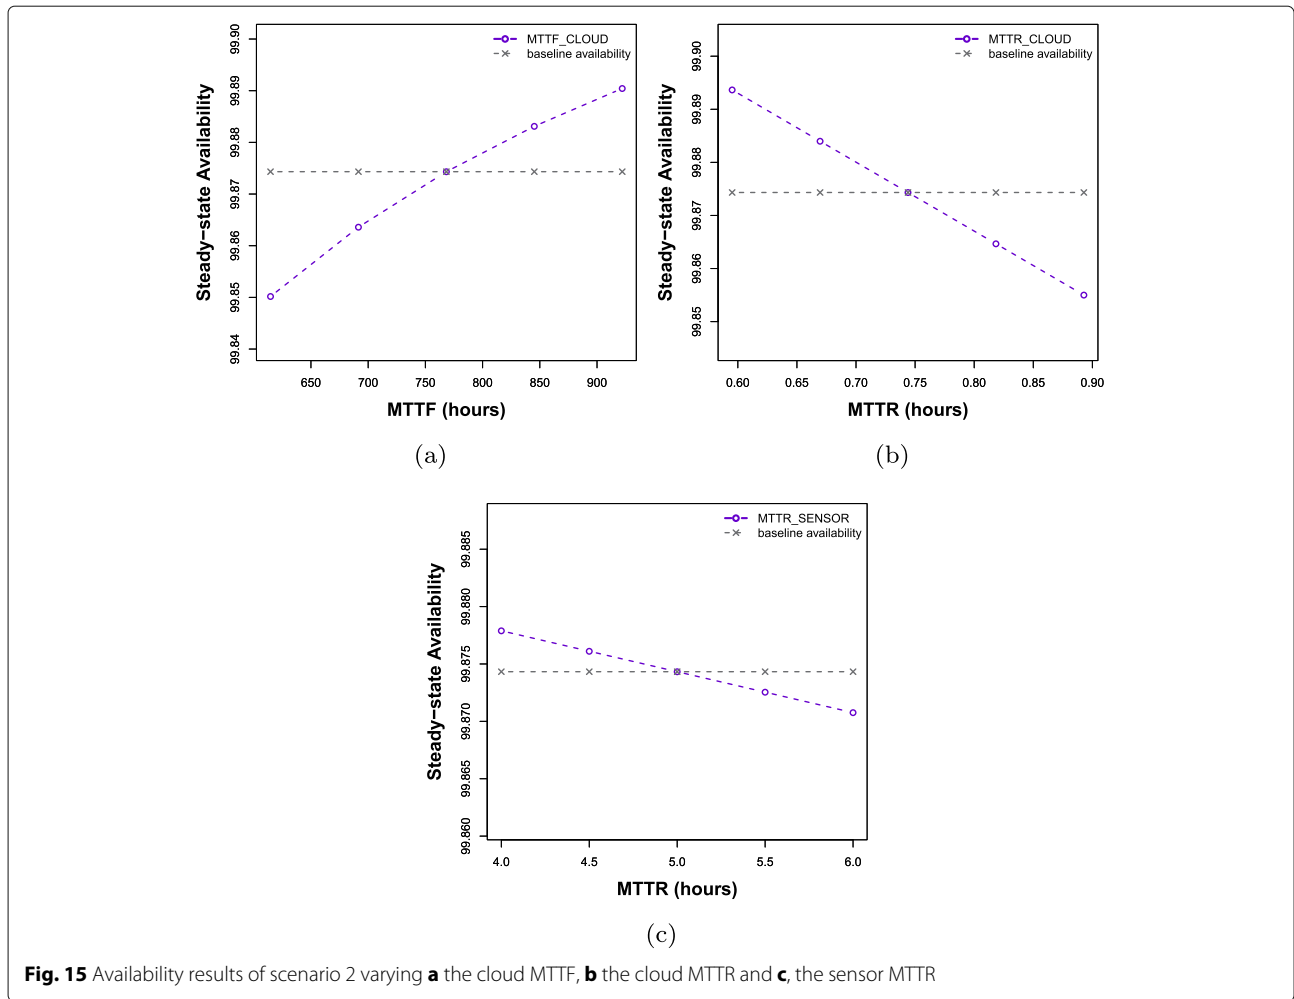 MTTF_CLOUD
baseline availability
Steady−state Availability
99.90
99.89
99.88
99.87
99.86
99.85
99.84
650 700 750 800 850 900
MTTF (hours)
(a)
MTTR_CLOUD
baseline availability
Steady−state Availability
99.90
99.89
99.88
99.87
99.86
99.85
0.60 0.65 0.70 0.75 0.80 0.85 0.90
MTTR (hours)
(b)
MTTR_SENSOR
baseline availability
Steady−state Availability
99.885
99.880
99.875
99.870
99.865
99.860
4.0 4.5 5.0 5.5 6.0
MTTR (hours)
(c)
Fig. 15 Availability results of scenario 2 varying a the cloud MTTF, b the cloud MTTR and c, the sensor MTTR